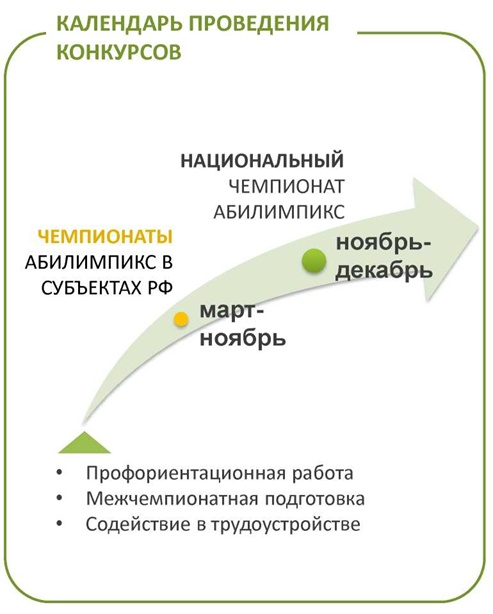 КАЛЕНДАРЬ ПРОВЕДЕНИЯ
КОНКУРСОВ
НАЦИОНАЛЬНЫЙ
ЧЕМПИОНАТ
АБИЛИМПИКС
ноябрь-
декабрь
ЧЕМПИОНАТЫ
АБИЛИМПИКС В
СУБЪЕКТАХ РФ
март-
ноябрь
• Профориентационная работа
• Межчемпионатная подготовка
• Содействие в трудоустройстве